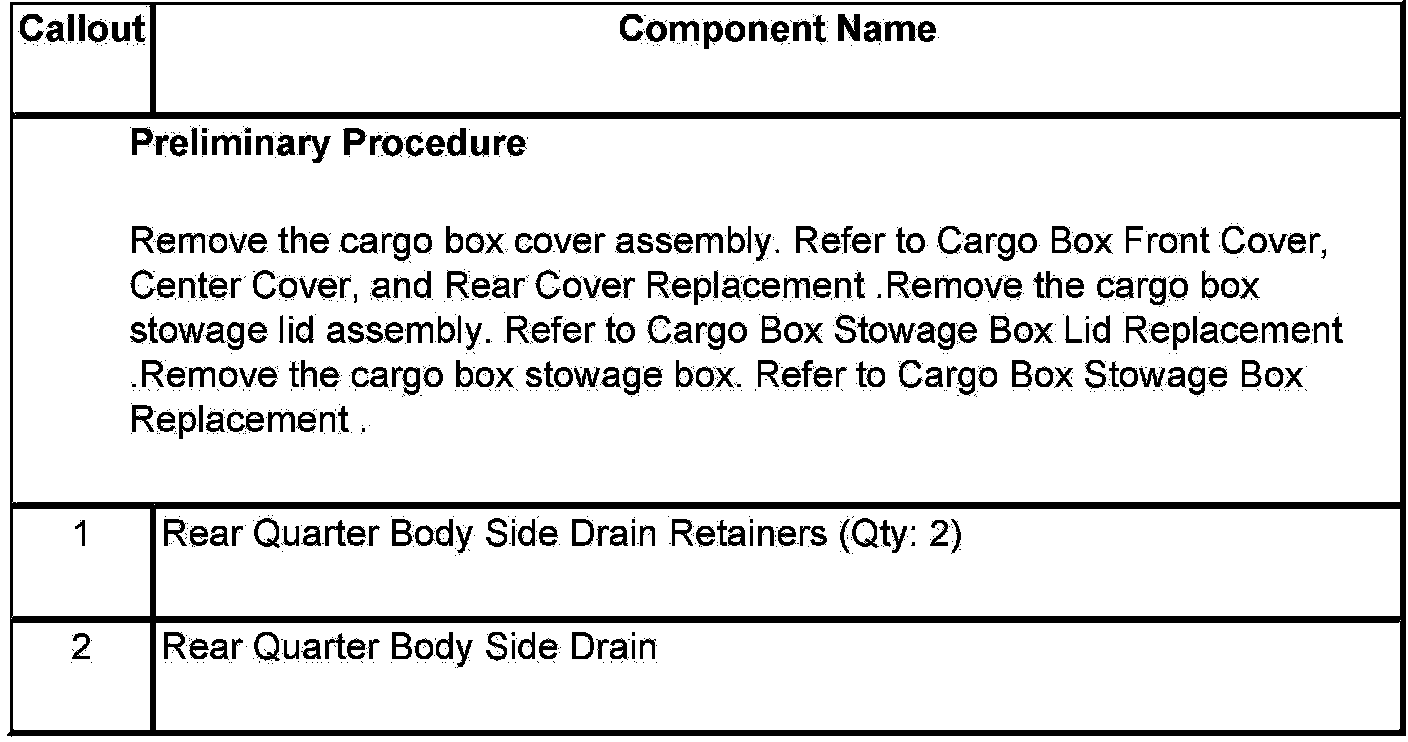 Callout Component Name
Preliminary Procedure
Remove the cargo box cover assembly. Refer to Cargo Box Front Cover,
Center Cover, and Rear Cover Replacement .Remove the cargo box
stowage lid assembly. Refer to Cargo Box Stowage Box Lid Replacement
.Remove the cargo box stowage box. Refer to Cargo Box Stowage Box
Replacement .
1 Rear Quarter Body Side Drain Retainers (Qty: 2)
2 Rear Quarter Body Side Drain